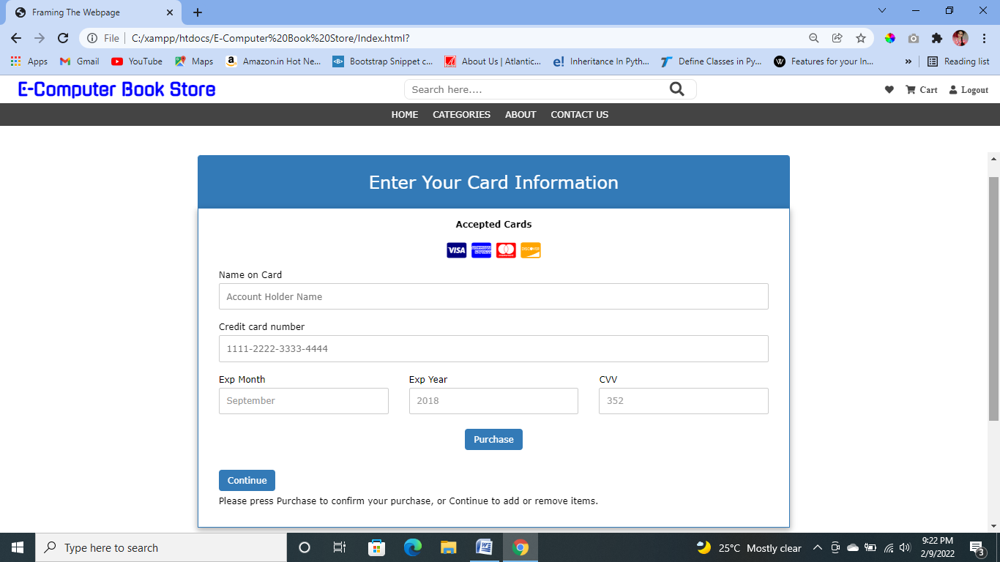 Framing The Webpage
File C:/xampp/htdocs/E-Computer%20Book%20Store/Index.html?
Apps Gmail YouTube Maps Amazon.in Hot Ne... Bootstrap Snippet c... About Us | Atlantic... Inheritance In Pyth... Define Classes in Py... Features for your In... » Reading list
E-Computer Book Store Search here.... Cart Logout
HOME CATEGORIES ABOUT CONTACT US
Enter Your Card Information
Accepted Cards
VISA DISCOVER
Name on Card
Account Holder Name
Credit card number
1111-2222-3333-4444
Exp Month Exp Year CVV
September 2018 352
Purchase
Continue
Please press Purchase to confirm your purchase, or Continue to add or remove items.
Type here to search 25°C Mostly clear 9:22 PM
2/9/2022 3